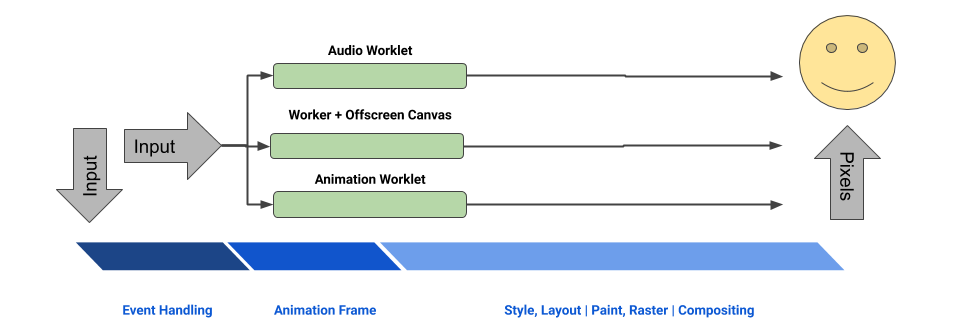 Audio Worklet
Worker + Offscreen Canvas
Input
Input
Animation Worklet
Pixels
Event Handling
Animation Frame
Style, Layout | Paint, Raster | Compositing